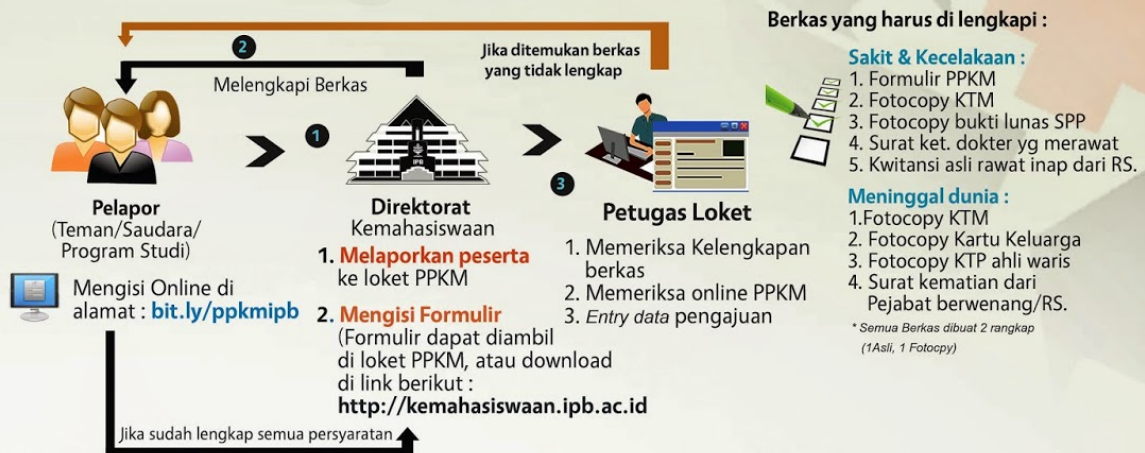 2
Melengkapi Berkas
Jika ditemukan berkas
yang tidak lengkap
1
IPB
3
Pelapor
(Teman/Saudara/
Program Studi)
Mengisi Online di
alamat : bit.ly/ppkmipb
Direktorat
Kemahasiswaan
1. Melaporkan peserta
ke loket PPKM
2. Mengisi Formulir
(Formulir dapat diambil
di loket PPKM, atau download
di link berikut :
http://kemahasiswaan.ipb.ac.id
Jika sudah lengkap semua persyaratan
Petugas Loket
1. Memeriksa Kelengkapan
berkas
2. Memeriksa online PPKM
3. Entry data pengajuan
Berkas yang harus di lengkapi :
Sakit & Kecelakaan :
1. Formulir PPKM
2. Fotocopy KTM
3. Fotocopy bukti lunas SPP
4. Surat ket. dokter yg merawat
5. Kwitansi asli rawat inap dari RS.
Meninggal dunia :
1.Fotocopy KTM
2. Fotocopy Kartu Keluarga
3. Fotocopy KTP ahli waris
4. Surat kematian dari
Pejabat berwenang/RS.
* Semua Berkas dibuat 2 rangkap
(1Asli, 1 Fotocpy)